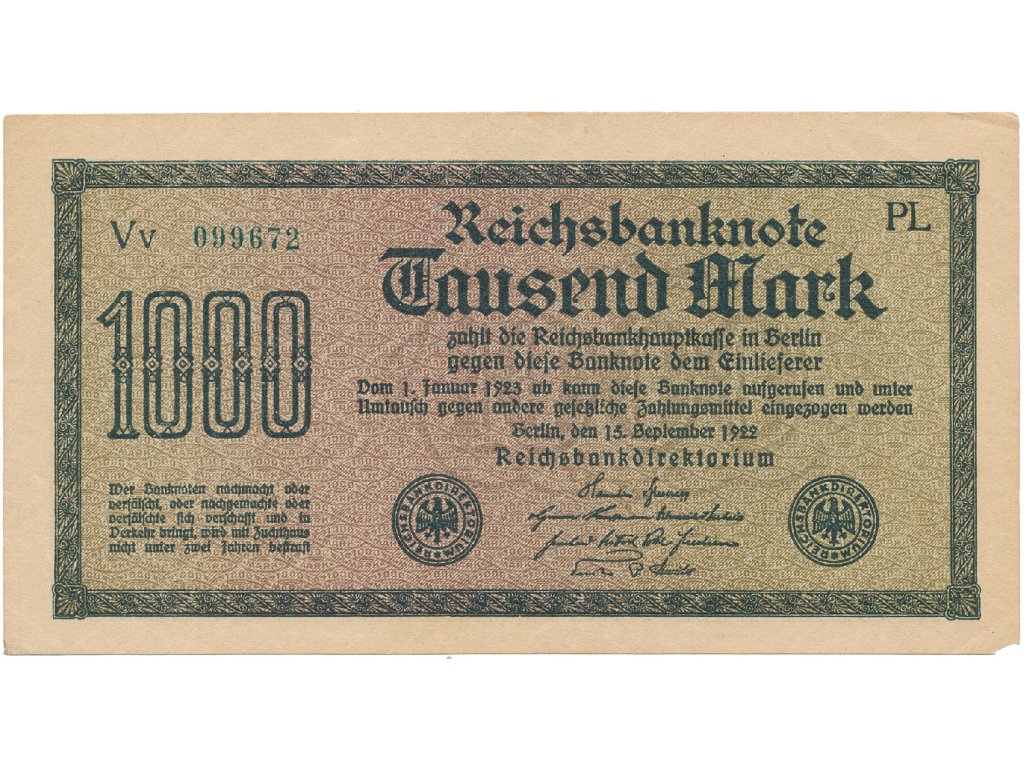 Vv 099672
Reichsbanknote
PL
Tausend Mark
1000
zahlt die Reichsbankhauptkasse in Berlin
gegen diese Banknote dem Einlieferer
Vom 1. Januar 1923 ab kann diese Banknote aufgerufen und unter
Umtausch gegen andere gesetzliche Zahlungsmittel eingezogen werden
Berlin, den 15. September 1922
Reichsbankdirektorium
Wer Banknoten nachmacht oder
verfälscht, oder nachgemachte oder
verfälschte sich verschafft und in
Verkehr bringt, wird mit Zuchthaus
nicht unter zwei Jahren bestraft
REICHSBANKDIREKTORIUM
REICHSBANKDIREKTORIUM